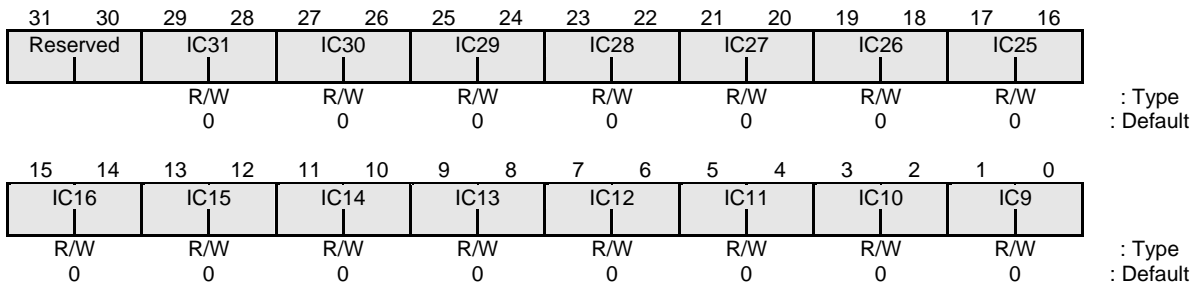 31 30 29 28 27 26 25 24 23 22 21 20 19 18 17 16
Reserved IC31 IC30 IC29 IC28 IC27 IC26 IC25
R/W R/W R/W R/W R/W R/W R/W : Type
0 0 0 0 0 0 0 : Default
15 14 13 12 11 10 9 8 7 6 5 4 3 2 1 0
IC16 IC15 IC14 IC13 IC12 IC11 IC10 IC9
R/W R/W R/W R/W R/W R/W R/W R/W : Type
0 0 0 0 0 0 0 0 : Default